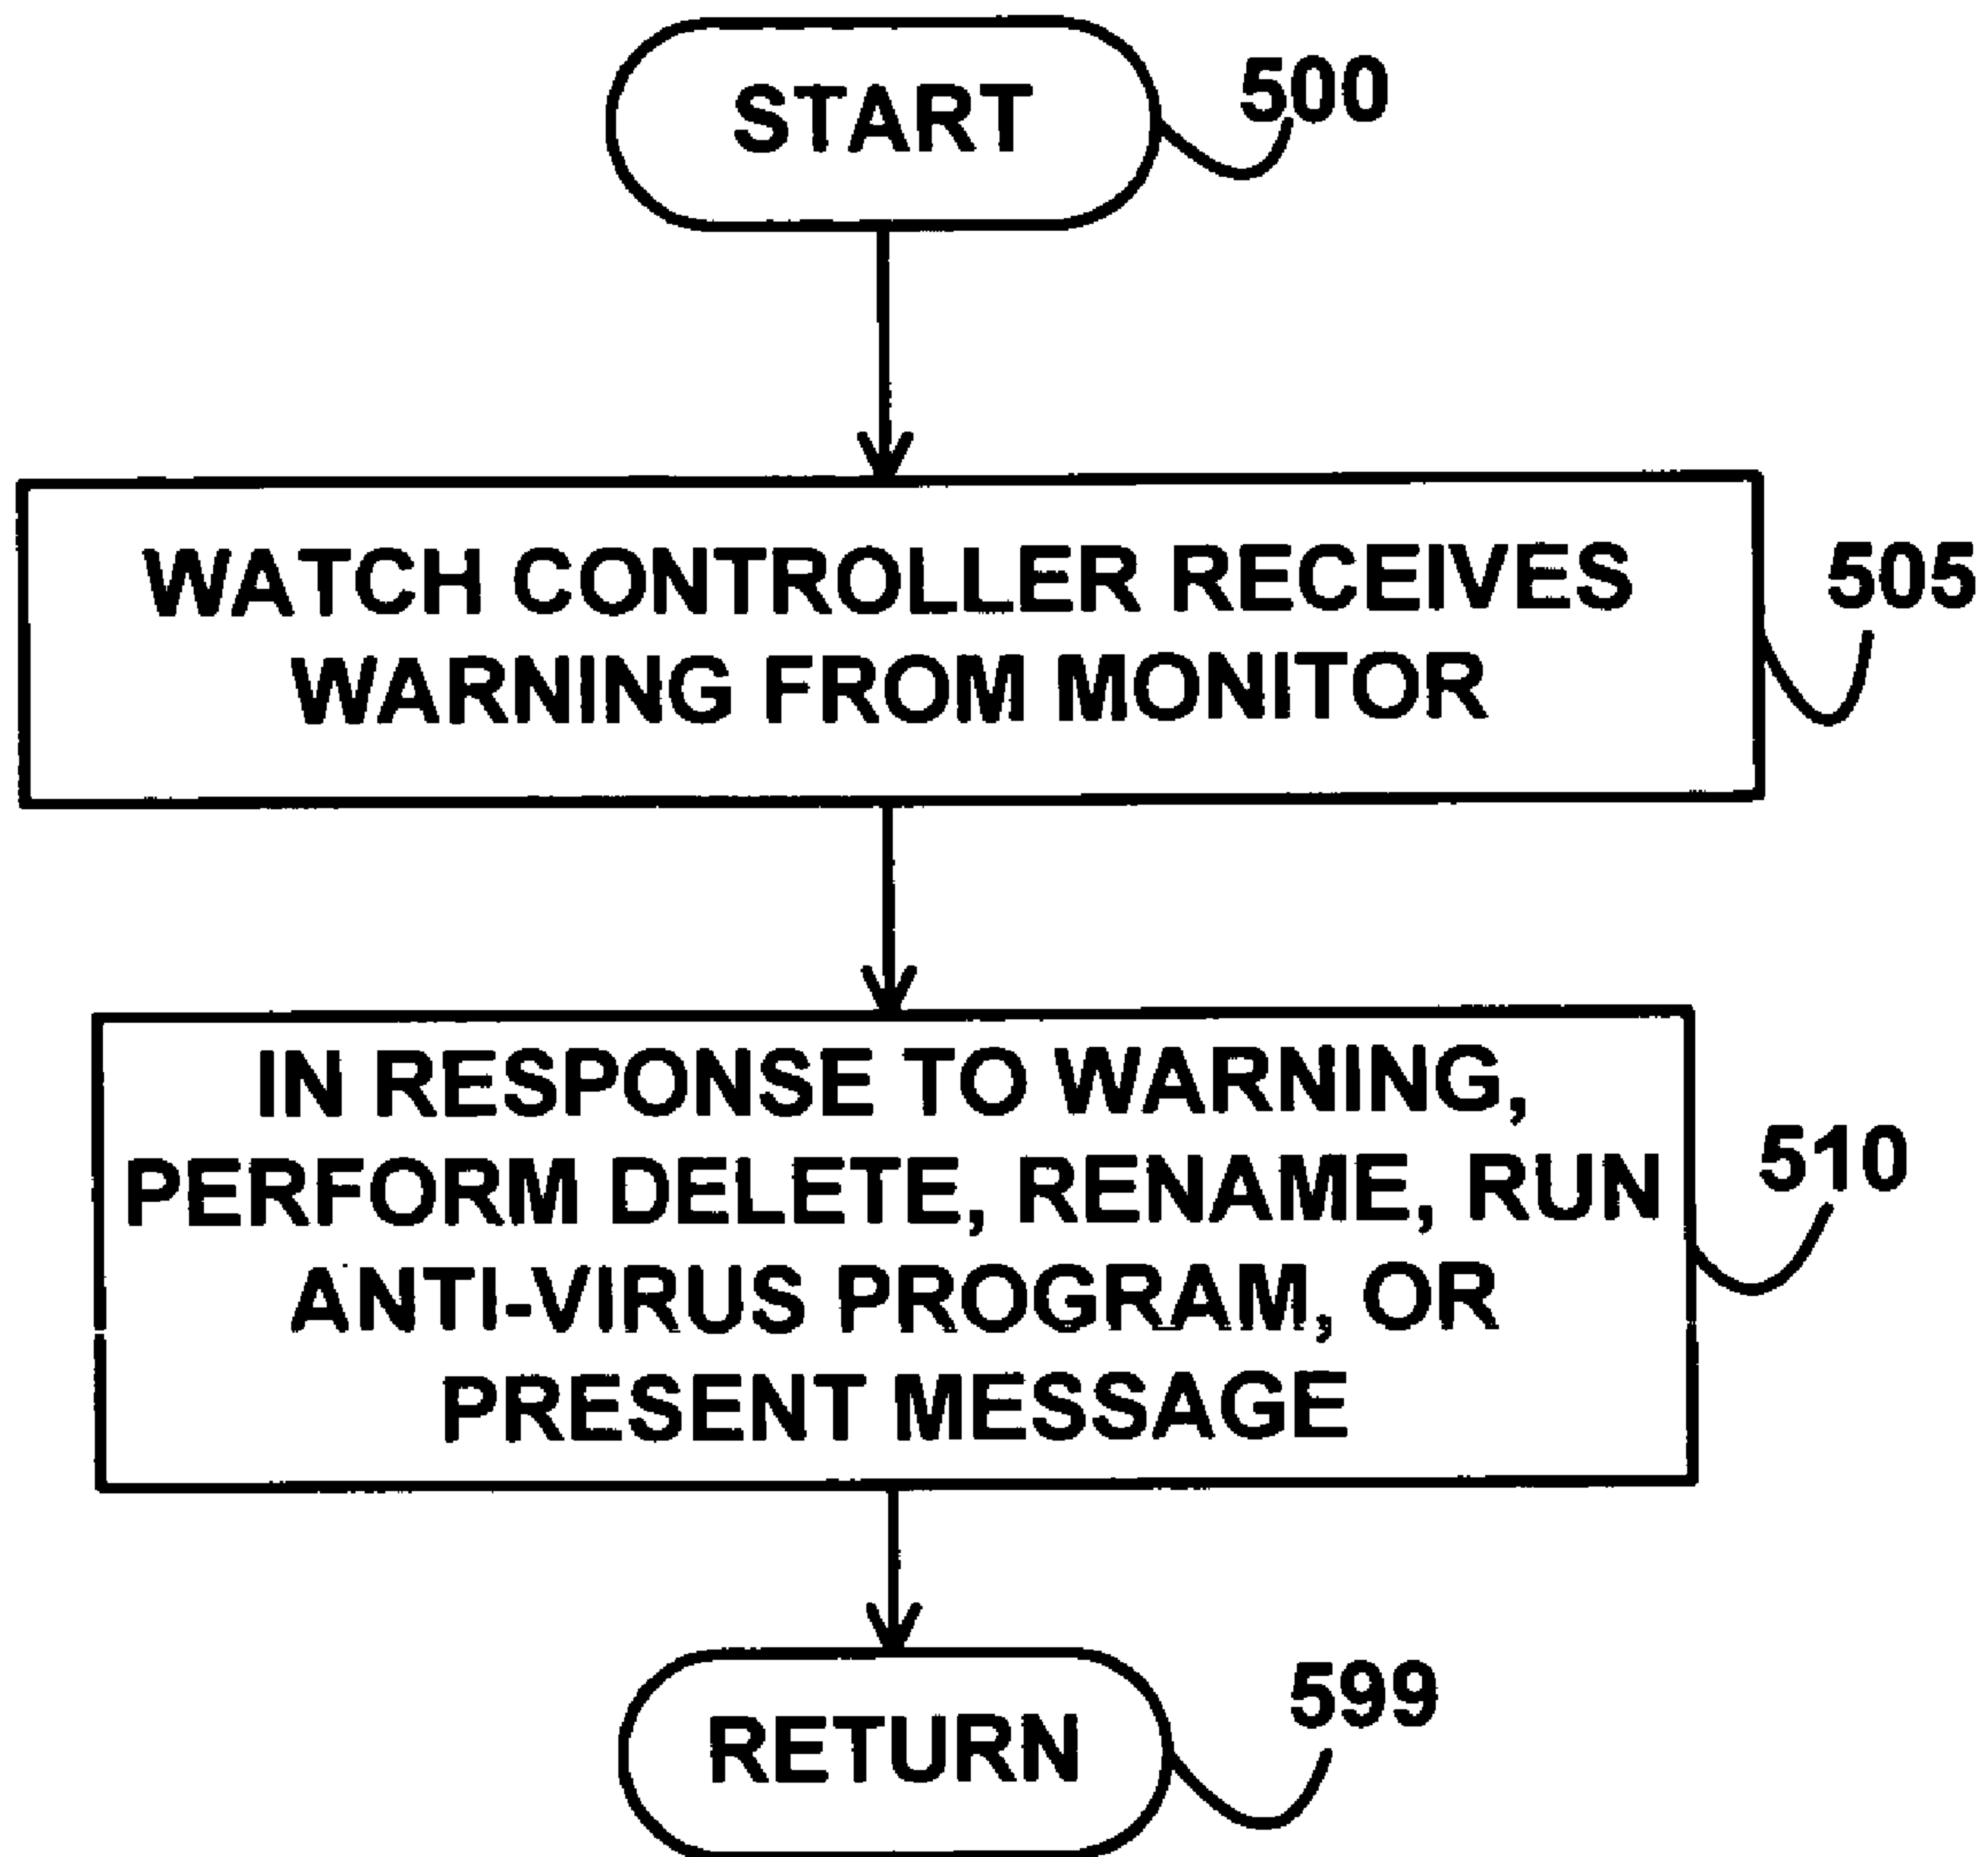 START
500
WATCH CONTROLLER RECEIVES
WARNING FROM MONITOR
505
IN RESPONSE TO WARNING,
PERFORM DELETE, RENAME, RUN
ANTI-VIRUS PROGRAM, OR
PRESENT MESSAGE
510
RETURN
599